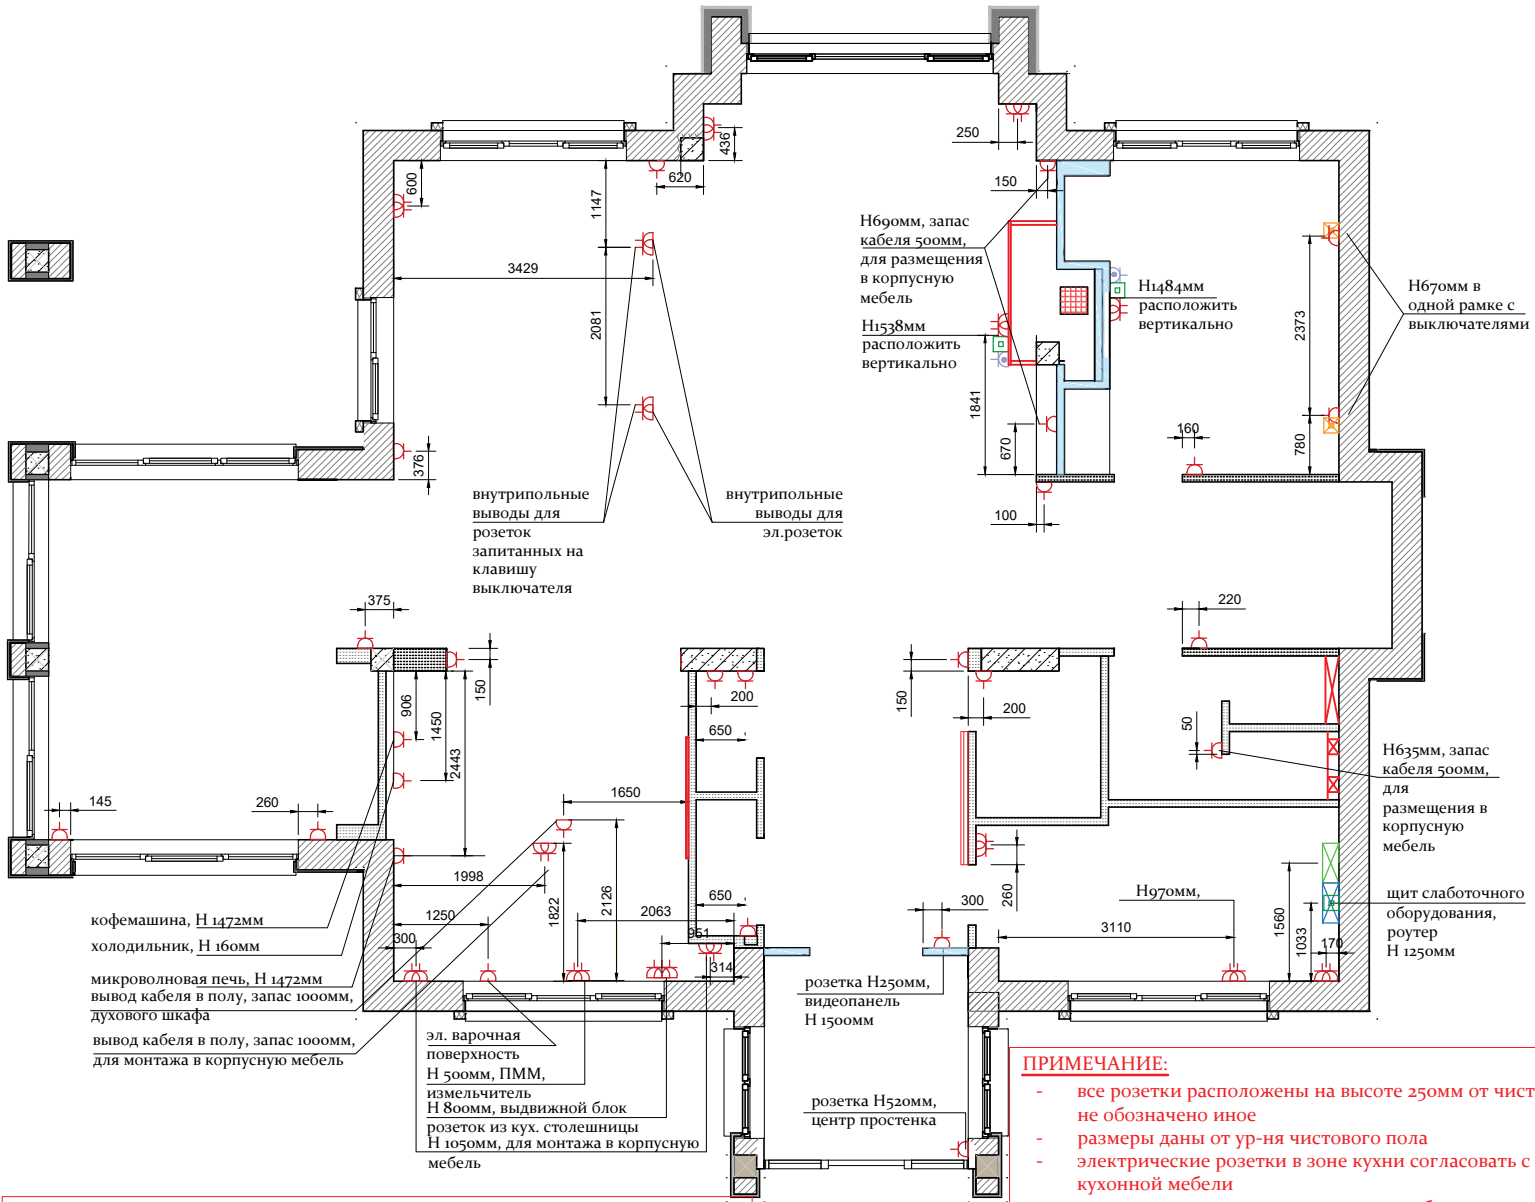 250
436
620
150
600
1147
3429
2081
H690мм, запас
кабеля 500мм,
для размещения
в корпусную
мебель
H1538мм
расположить
вертикально
H1484мм
расположить
вертикально
2373
H670мм в
одной рамке с
выключателями
1841
670
160
780
376
100
внутрипольные
выводы для
розеток
запитанных на
клавишу
выключателя
внутрипольные
выводы для
эл.розеток
375
220
150
906
1450
2443
200
650
150
200
50
H635мм, запас
кабеля 500мм,
для
размещения в
корпусную
мебель
145
260
1650
1998
1822
2126
650
2063
951
314
1250
300
260
300
H970мм,
3110
1560
1033
170
щит слаботочного
оборудования,
роутер
H 1250мм
кофемашина, H 1472мм
холодильник, H 160мм
микроволновая печь, H 1472мм
вывод кабеля в полу, запас 1000мм,
духового шкафа
вывод кабеля в полу, запас 1000мм,
для монтажа в корпусную мебель
эл. варочная
поверхность
H 500мм, ПММ,
измельчитель
H 800мм, выдвижной блок
розеток из кух. столешницы
H 1050мм, для монтажа в корпусную
мебель
розетка H250мм,
видеопанель
H 1500мм
розетка H520мм,
центр простенка
ПРИМЕЧАНИЕ:
- все розетки расположены на высоте 250мм от чист
не обозначено иное
- размеры даны от ур-ня чистового пола
- электрические розетки в зоне кухни согласовать с
кухонной мебели